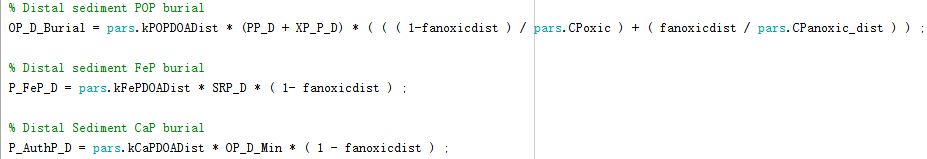 % Distal sediment POP burial
OP_D_Burial = pars.kPOPDOADist * (PP_D + XP_P_D) * ( ( ( 1-fanoxicdist ) / pars.CPoxic ) + ( fanoxicdist / pars.CPanoxic_dist ) ) ;
% Distal sediment FeP burial
P_FeP_D = pars.kFePDOADist * SRP_D * ( 1- fanoxicdist ) ;
% Distal Sediment CaP burial
P_AuthP_D = pars.kCaPDOADist * OP_D_Min * ( 1 - fanoxicdist ) ;